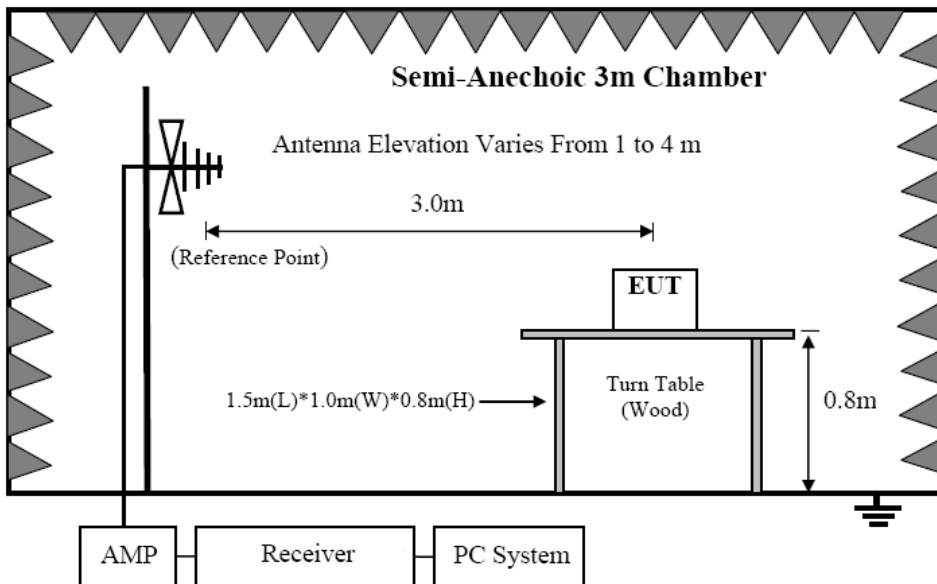 Semi-Anechoic 3m Chamber
Antenna Elevation Varies From 1 to 4 m
3.0m
(Reference Point)
EUT
1.5m(L)*1.0m(W)*0.8m(H)
Turn Table
(Wood)
0.8m
AMP
Receiver
PC System